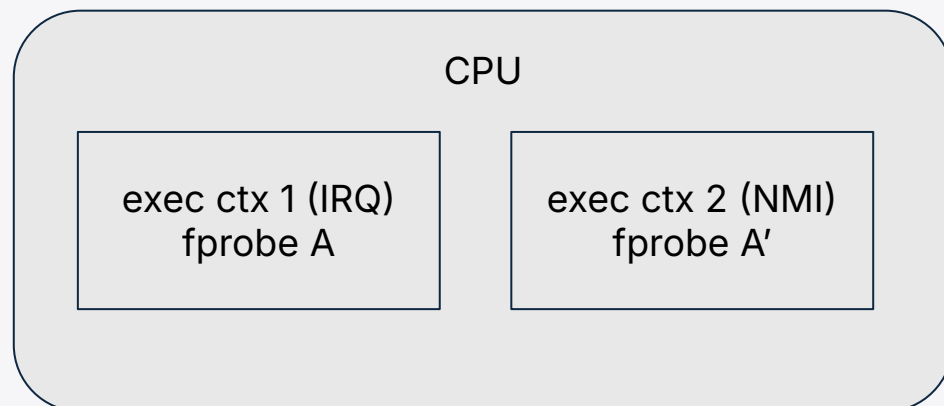 CPU
exec ctx 1 (IRQ)
fprobe A
exec ctx 2 (NMI)
fprobe A’